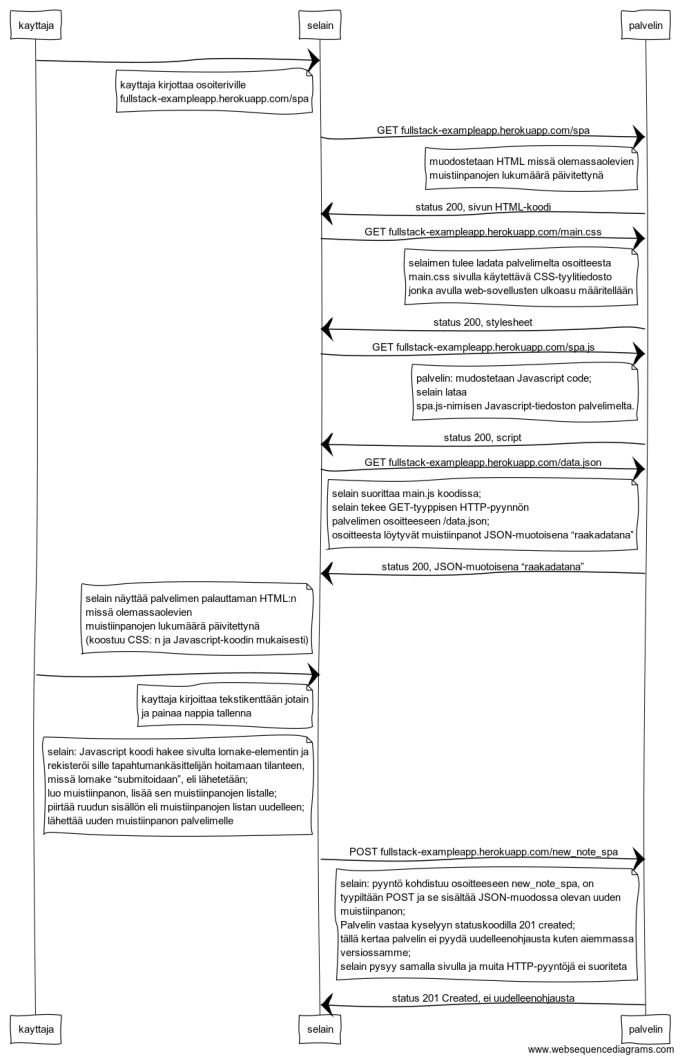 kayttaja
selain
palvelin
kayttaja kirjottaa osoiteriville
fullstack-exampleapp.herokuapp.com/spa
GET fullstack-exampleapp.herokuapp.com/spa
muodostetaan HTML missä olemassaolevien
muistiinpanojen lukumäärä päivitettynä
status 200, sivun HTML-koodi
GET fullstack-exampleapp.herokuapp.com/main.css
selaimen tulee ladata palvelimelta osoitteesta
main.css sivulla käytettävä CSS-tyylitiedosto
jonka avulla web-sovellusten ulkoasu määritellään
status 200, stylesheet
GET fullstack-exampleapp.herokuapp.com/spa.js
palvelin: mudostetaan Javascript code;
selain lataa
spa.js-nimisen Javascript-tiedoston palvelimelta.
status 200, script
GET fullstack-exampleapp.herokuapp.com/data.json
selain suorittaa main.js koodissa;
selain tekee GET-tyyppisen HTTP-pyynnön
palvelimen osoitteeseen /data.json;
osoitteesta löytyvät muistiinpanot JSON-muotoisena “raakadatana”
status 200, JSON-muotoisena “raakadatana”
selain näyttää palvelimen palauttaman HTML:n
missä olemassaolevien
muistiinpanojen lukumäärä päivitettynä
(koostuu CSS: n ja Javascript-koodin mukaisesti)
kayttaja kirjoittaa tekstikenttään jotain
ja painaa nappia tallenna
selain: Javascript koodi hakee sivulta lomake-elementin ja
rekisteröi sille tapahtumankäsittelijän hoitamaan tilanteen,
missä lomake “submitoidaan”, eli lähetetään;
luo muistiinpanon, lisää sen muistiinpanojen listalle;
piirtää ruudun sisällön eli muistiinpanojen listan uudelleen;
lähettää uuden muistiinpanon palvelimelle
POST fullstack-exampleapp.herokuapp.com/new_note_spa
selain: pyyntö kohdistuu osoitteeseen new_note_spa, on
tyypiltään POST ja se sisältää JSON-muodossa olevan uuden
muistiinpanon;
Palvelin vastaa kyselyyn statuskoodilla 201 created;
tällä kertaa palvelin ei pyydä uudelleenohjausta kuten aiemmassa
versiossamme;
selain pysyy samalla sivulla ja muita HTTP-pyyntöjä ei suoriteta
status 201 Created, ei uudelleenohjausta
kayttaja
selain
palvelin
www.websequencediagrams.com